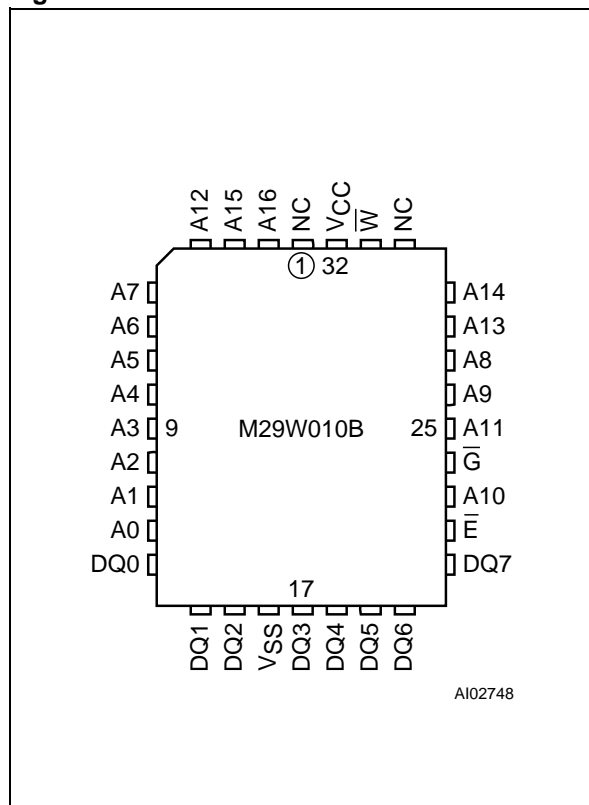 A12 A15 A16 NC VCC W̅ NC
1 32
A7 A14
A6 A13
A5 A8
A4 A9
A3 9 M29W010B 25 A11
A2 G̅
A1 A10
A0 E̅
DQ0 DQ7
17
DQ1 DQ2 VSS DQ3 DQ4 DQ5 DQ6
AI02748